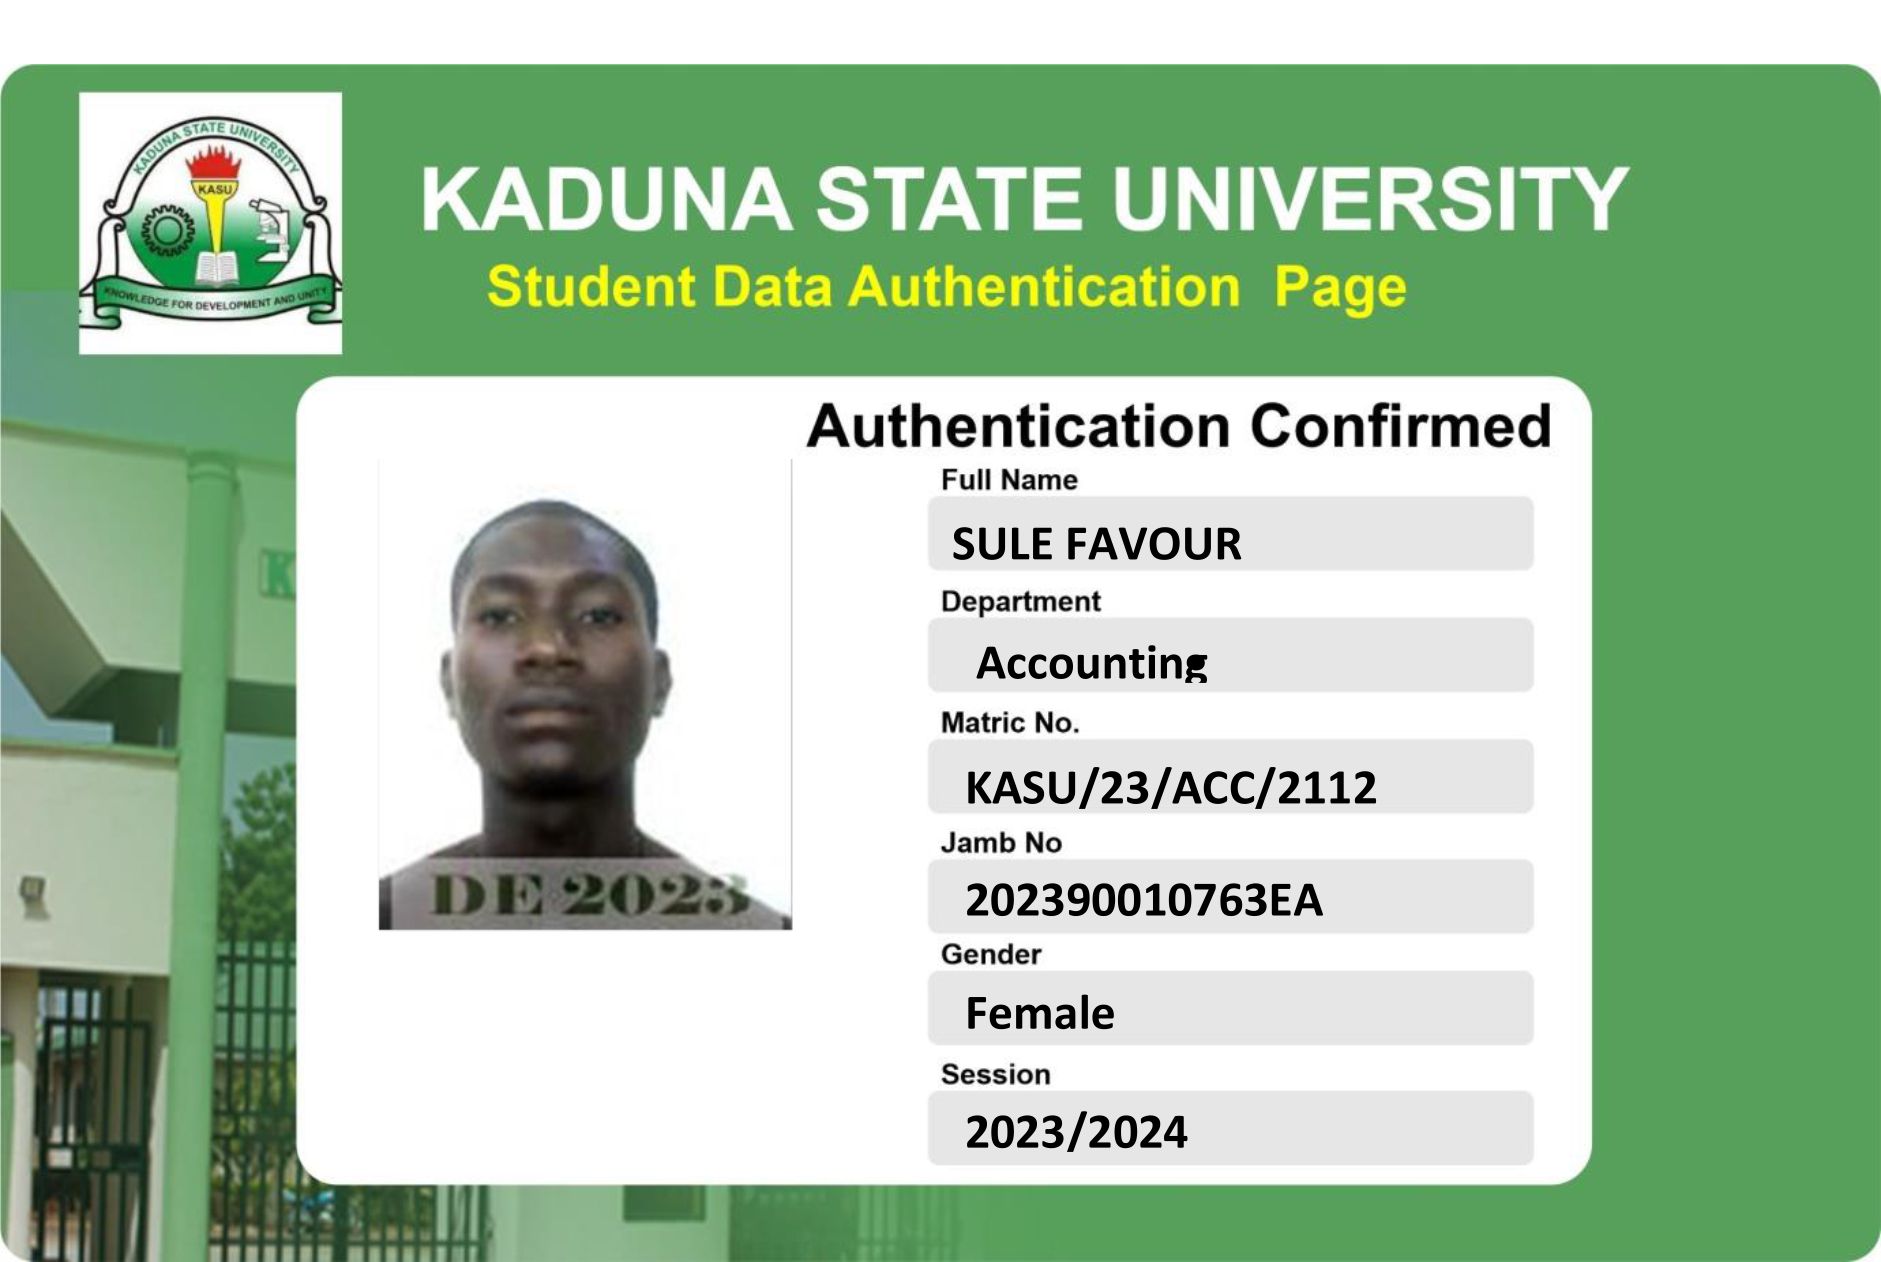 KADUNA STATE UNIVERSITY
KASU
KNOWLEDGE FOR DEVELOPMENT AND UNITY
KADUNA STATE UNIVERSITY
Student Data Authentication Page
Authentication Confirmed
Full Name
SULE FAVOUR
Department
Accounting
Matric No.
KASU/23/ACC/2112
Jamb No
202390010763EA
Gender
Female
Session
2023/2024
DE 2023
K